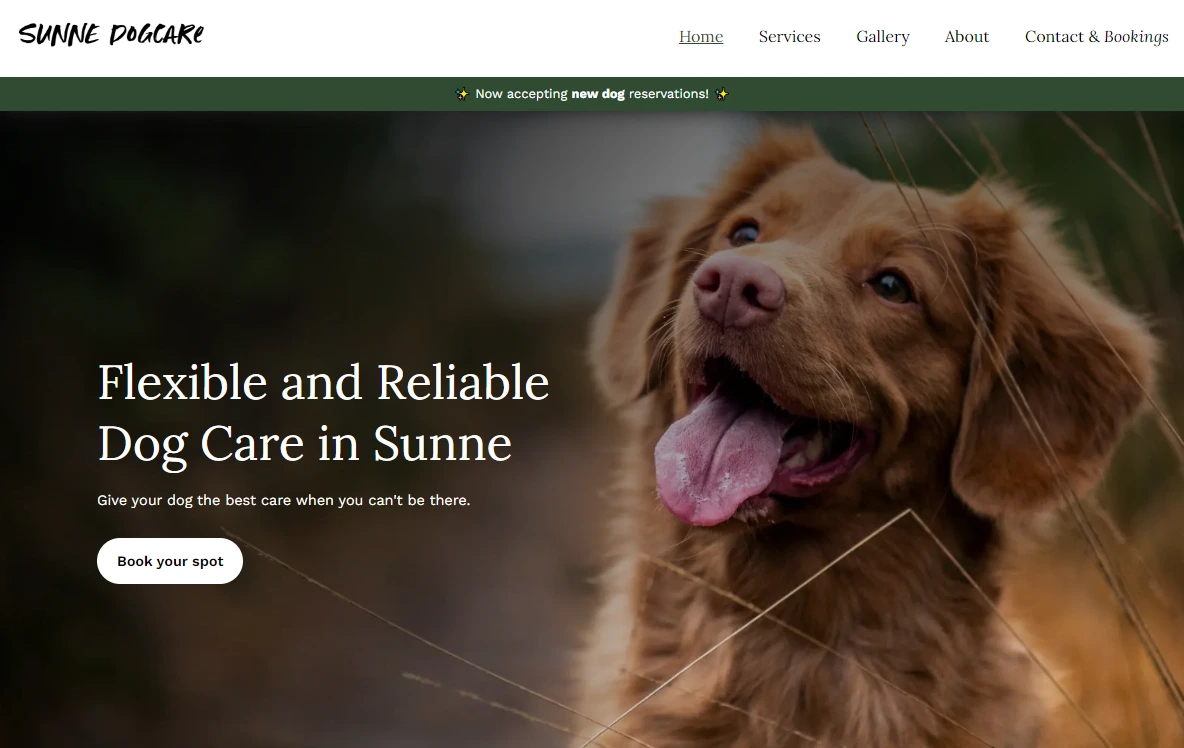 SUNNE DOGCARE
Home Services Gallery About Contact & Bookings
✨ Now accepting new dog reservations! ✨
Flexible and Reliable
Dog Care in Sunne
Give your dog the best care when you can't be there.
Book your spot